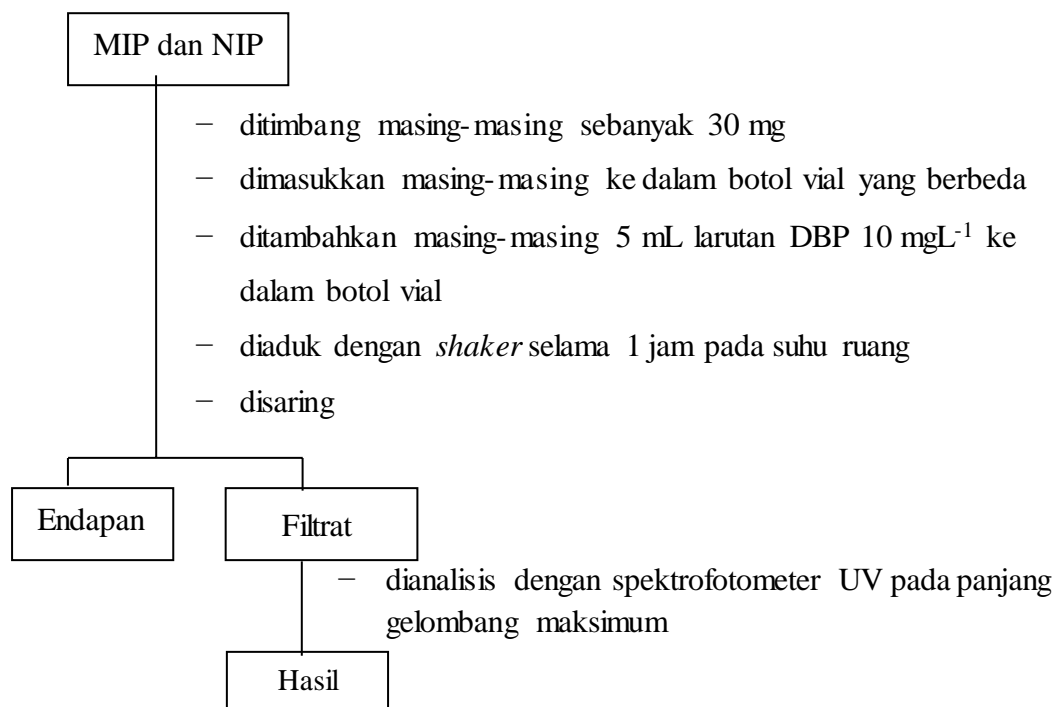 MIP dan NIP
− ditimbang masing-masing sebanyak 30 mg
− dimasukkan masing-masing ke dalam botol vial yang berbeda
− ditambahkan masing-masing 5 mL larutan DBP 10 mgL⁻¹ ke
dalam botol vial
− diaduk dengan shaker selama 1 jam pada suhu ruang
− disaring
Endapan
Filtrat
− dianalisis dengan spektrofotometer UV pada panjang
gelombang maksimum
Hasil